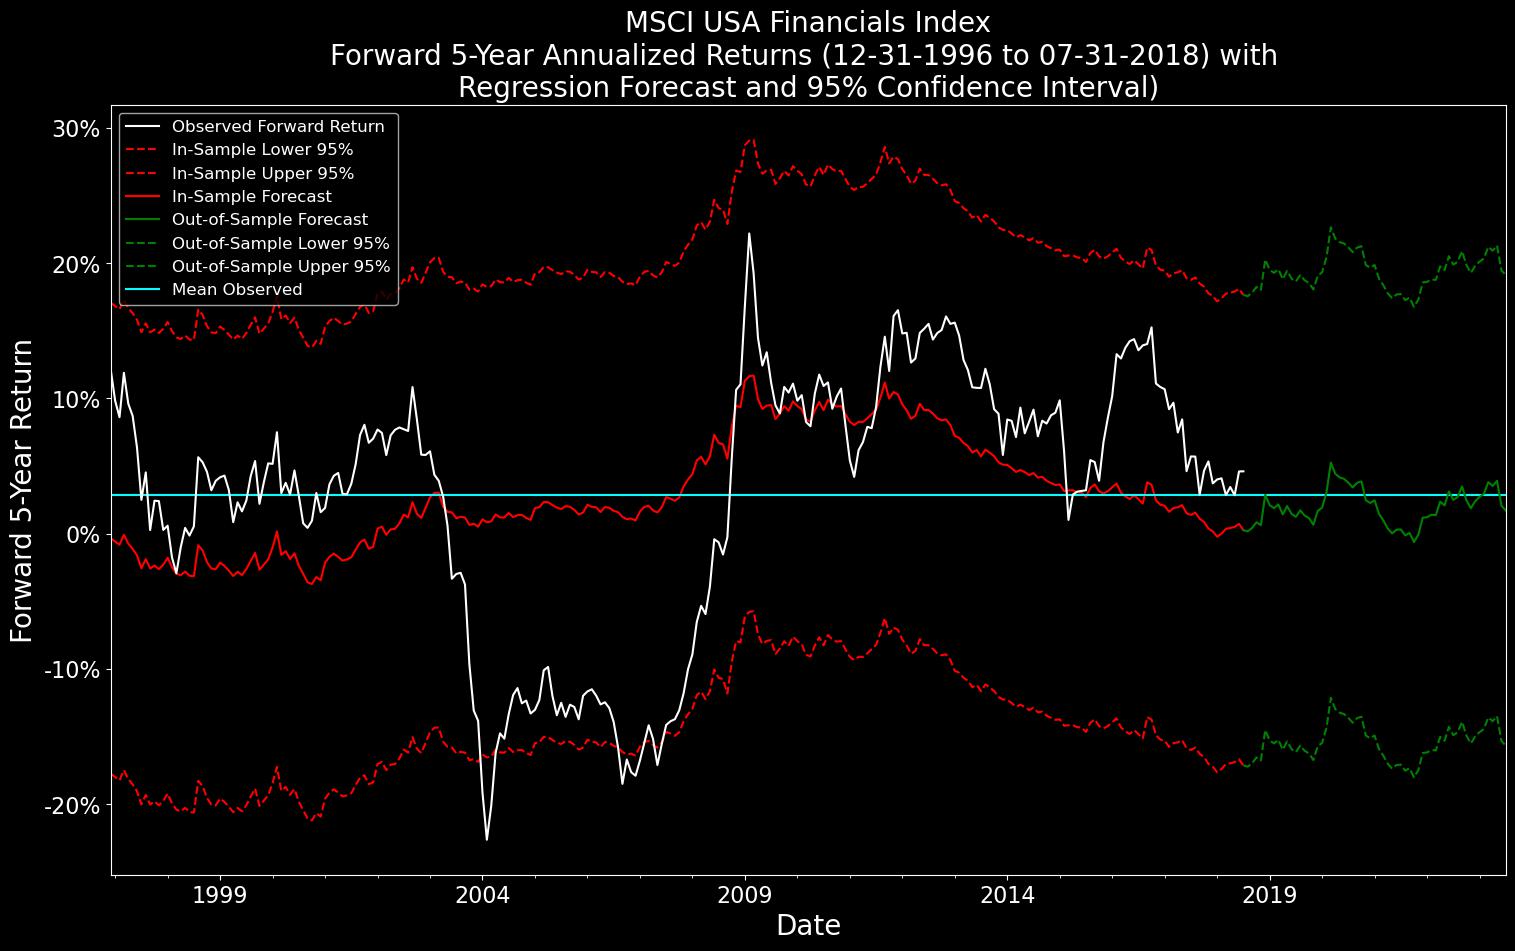 MSCI USA Financials Index
Forward 5-Year Annualized Returns (12-31-1996 to 07-31-2018) with
Regression Forecast and 95% Confidence Interval)
Observed Forward Return
In-Sample Lower 95%
In-Sample Upper 95%
In-Sample Forecast
Out-of-Sample Forecast
Out-of-Sample Lower 95%
Out-of-Sample Upper 95%
Mean Observed
30%
20%
10%
0%
-10%
-20%
Forward 5-Year Return
1999
2004
2009
2014
2019
Date